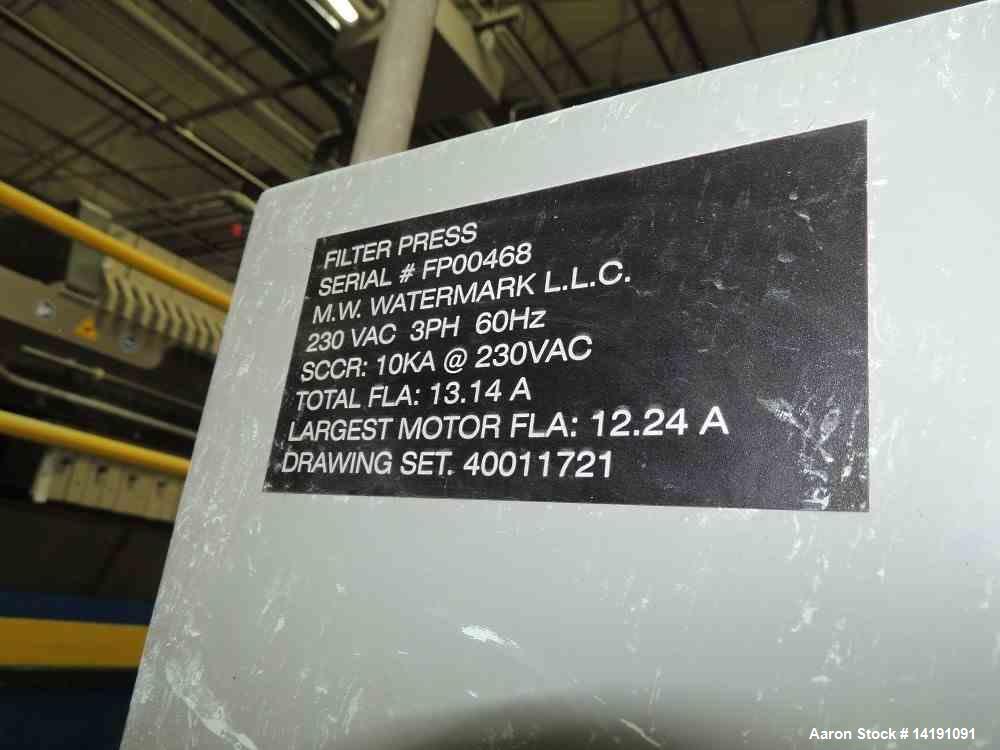 FILTER PRESS
SERIAL # FP00468
M.W. WATERMARK L.L.C.
230 VAC 3PH 60Hz
SCCR: 10KA @ 230VAC
TOTAL FLA: 13.14 A
LARGEST MOTOR FLA: 12.24 A
DRAWING SET. 40011721
Aaron Stock # 14191091